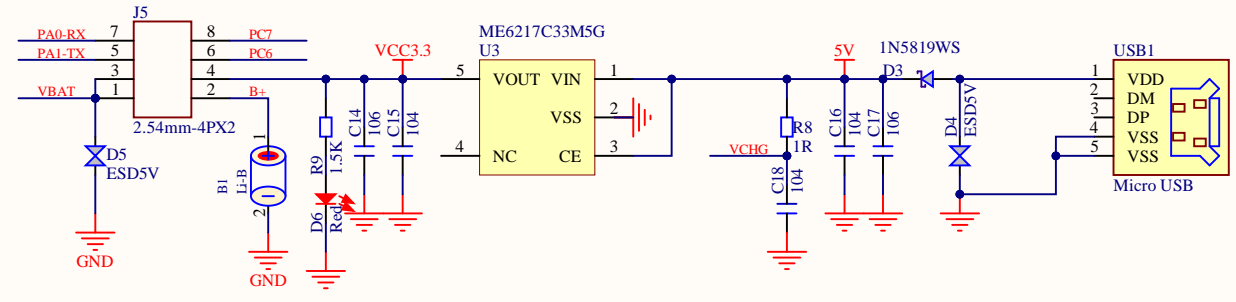 J5
PA0-RX 7 8 PC7
PA1-TX 5 6 PC6
3 4
VBAT 1 2 B+
2.54mm-4PX2
D5
ESD5V
GND
1
B1
Li-B
2
GND
VCC3.3
R9
1.5K
D6
Red
C14
106
C15
104
ME6217C33M5G
U3
5 VOUT VIN 1
VSS 2
4 NC CE 3
VCHG
R8
1R
C18
104
5V
C16
104
C17
106
1N5819WS
D3
D4
ESD5V
USB1
1 VDD
2 DM
3 DP
4 VSS
5 VSS
Micro USB